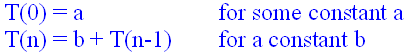 T(0) = a for some constant a
T(n) = b + T(n-1) for a constant b